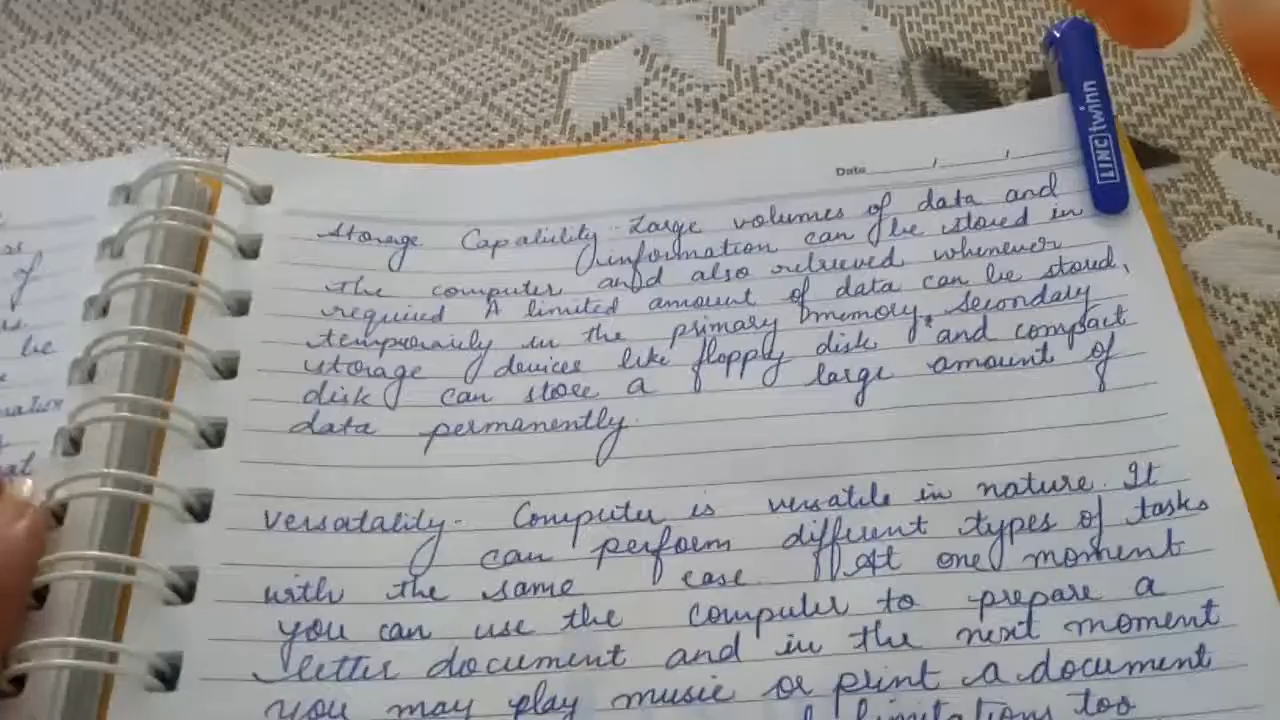 LINC twinn
Date / /
Storage Capability - Large volumes of data and
information can be stored in
the computer and also retrieved whenever
required A limited amount of data can be stored,
temporarily in the primary memory. Secondary
storage devices like floppy disk and compact
disk can store a large amount of
data permanently.
Versatality - Computer is versatile in nature. It
can perform different types of tasks
with the same ease. At one moment
you can use the computer to prepare a
letter document and in the next moment
you may play music or print a document
limitations too
of
be